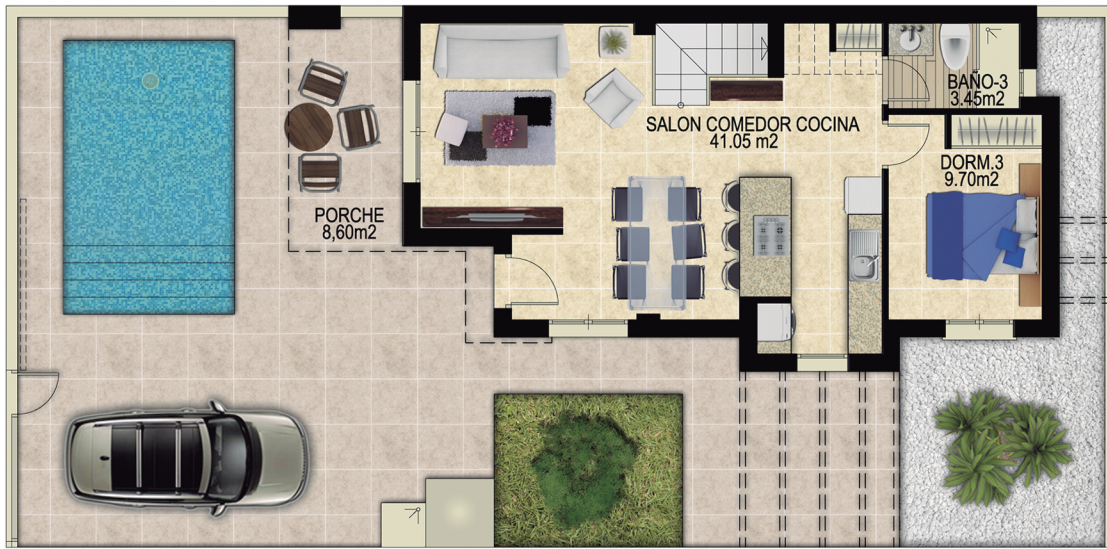 BAÑO-3
3.45m2
SALON COMEDOR COCINA
41.05 m2
DORM.3
9.70m2
PORCHE
8,60m2